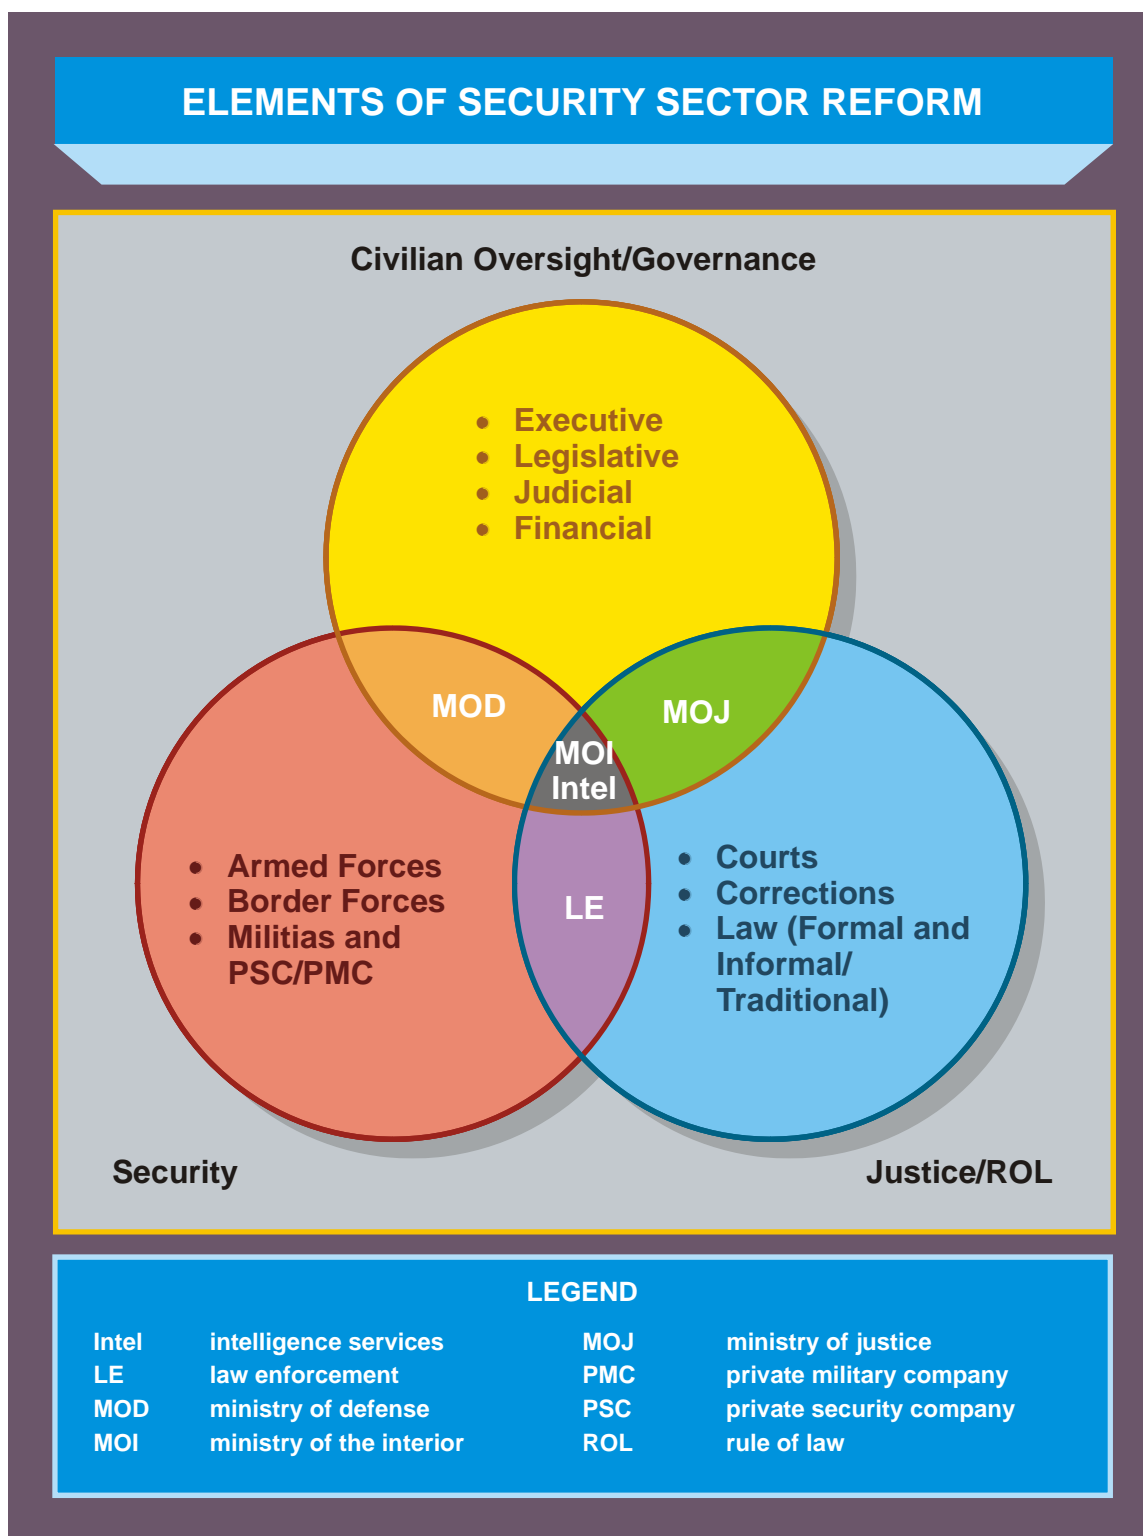 ELEMENTS OF SECURITY SECTOR REFORM
Civilian Oversight/Governance
• Executive
• Legislative
• Judicial
• Financial
MOD
MOJ
MOI
Intel
LE
• Armed Forces
• Border Forces
• Militias and
PSC/PMC
• Courts
• Corrections
• Law (Formal and
Informal/
Traditional)
Security
Justice/ROL
LEGEND
Intel intelligence services
LE law enforcement
MOD ministry of defense
MOI ministry of the interior
MOJ ministry of justice
PMC private military company
PSC private security company
ROL rule of law